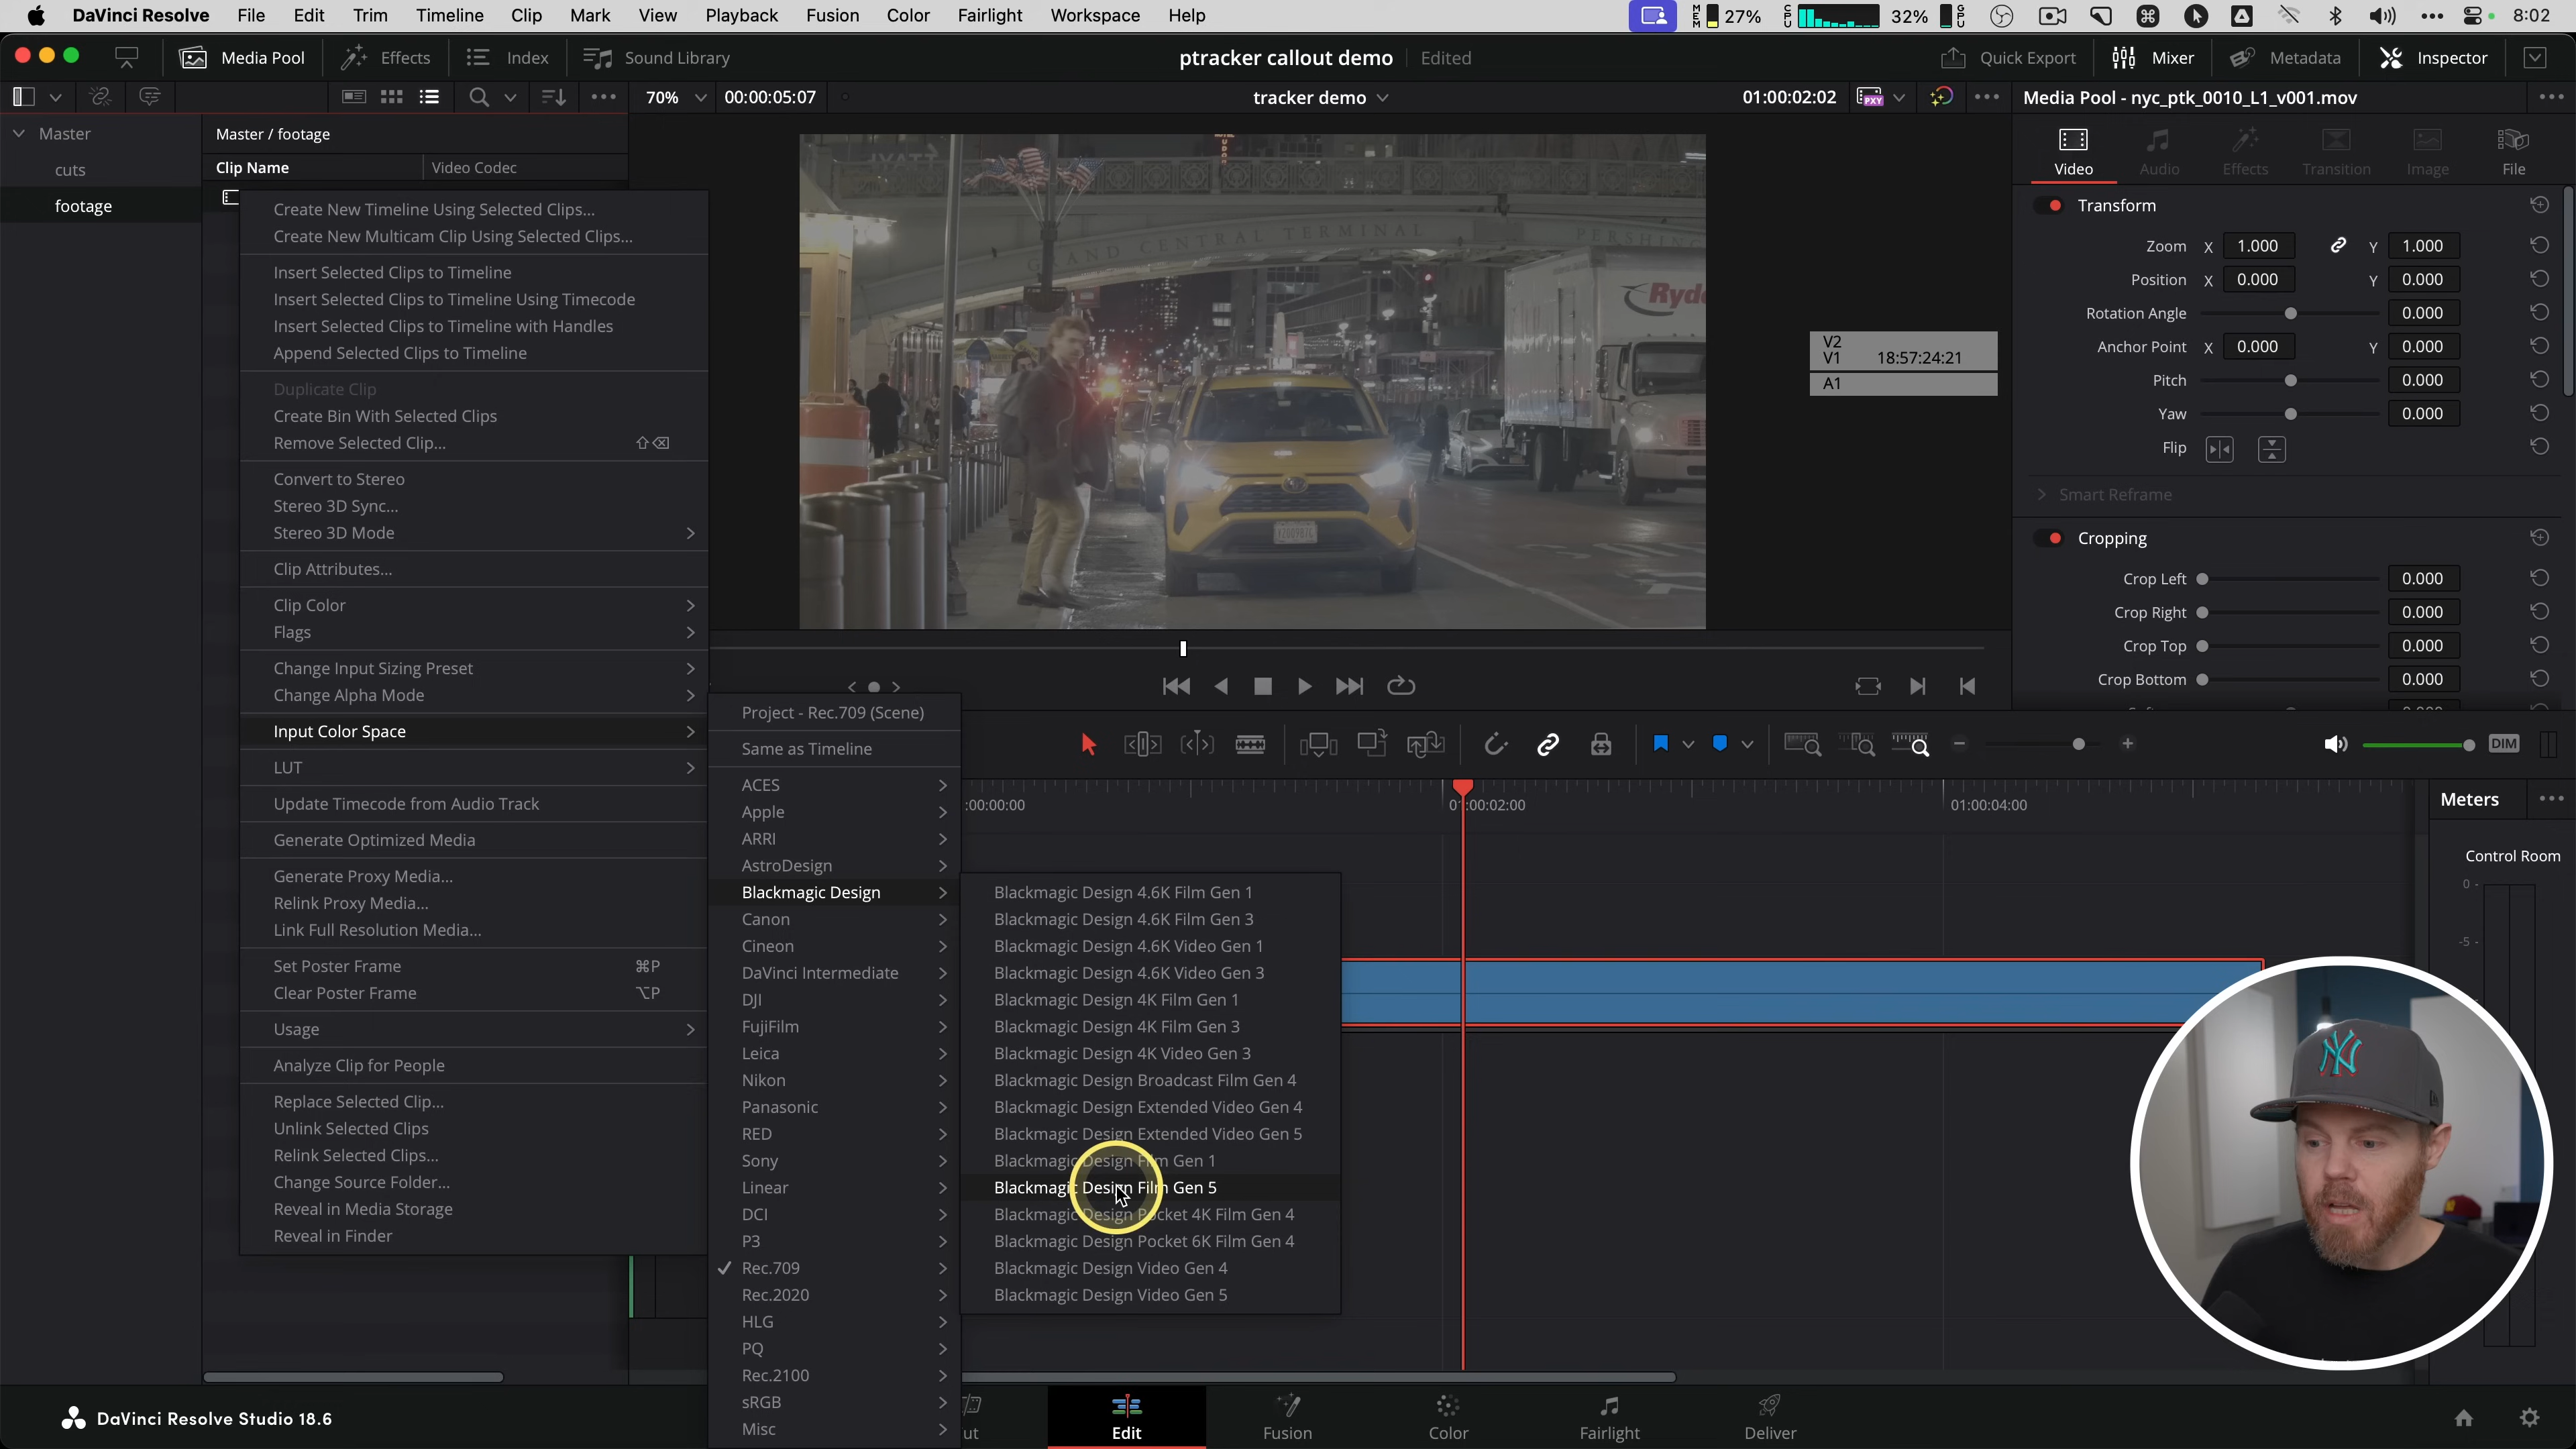 DaVinci Resolve File Edit Trim Timeline Clip Mark View Playback Fusion Color Fairlight Workspace Help
MEM 27% CPU 32% GPU 8:02
Media Pool Effects Index Sound Library
ptracker callout demo Edited
Quick Export Mixer Metadata Inspector
70% 00:00:05:07 tracker demo 01:00:02:02 PXY
Media Pool - nyc_ptk_0010_L1_v001.mov
Master
cuts
footage
Master / footage
Clip Name Video Codec
Create New Timeline Using Selected Clips...
Create New Multicam Clip Using Selected Clips...
Insert Selected Clips to Timeline
Insert Selected Clips to Timeline Using Timecode
Insert Selected Clips to Timeline with Handles
Append Selected Clips to Timeline
Duplicate Clip
Create Bin With Selected Clips
Remove Selected Clip... ⇧⌫
Convert to Stereo
Stereo 3D Sync...
Stereo 3D Mode
Clip Attributes...
Clip Color
Flags
Change Input Sizing Preset
Change Alpha Mode
Input Color Space
LUT
Update Timecode from Audio Track
Generate Optimized Media
Generate Proxy Media...
Relink Proxy Media...
Link Full Resolution Media...
Set Poster Frame ⌘P
Clear Poster Frame ⌥P
Usage
Analyze Clip for People
Replace Selected Clip...
Unlink Selected Clips
Relink Selected Clips...
Change Source Folder...
Reveal in Media Storage
Reveal in Finder
Project - Rec.709 (Scene)
Same as Timeline
ACES
Apple
ARRI
AstroDesign
Blackmagic Design
Canon
Cineon
DaVinci Intermediate
DJI
FujiFilm
Leica
Nikon
Panasonic
RED
Sony
Linear
DCI
P3
Rec.709
Rec.2020
HLG
PQ
Rec.2100
sRGB
Misc
Blackmagic Design 4.6K Film Gen 1
Blackmagic Design 4.6K Film Gen 3
Blackmagic Design 4.6K Video Gen 1
Blackmagic Design 4.6K Video Gen 3
Blackmagic Design 4K Film Gen 1
Blackmagic Design 4K Film Gen 3
Blackmagic Design 4K Video Gen 3
Blackmagic Design Broadcast Film Gen 4
Blackmagic Design Extended Video Gen 4
Blackmagic Design Extended Video Gen 5
Blackmagic Design Film Gen 1
Blackmagic Design Film Gen 5
Blackmagic Design Pocket 4K Film Gen 4
Blackmagic Design Pocket 6K Film Gen 4
Blackmagic Design Video Gen 4
Blackmagic Design Video Gen 5
HYATT
GRAND CENTRAL TERMINAL
PERSHING
Ryde
V2
V1 18:57:24:21
A1
Video Audio Effects Transition Image File
Transform
Zoom X 1.000 Y 1.000
Position X 0.000 Y 0.000
Rotation Angle 0.000
Anchor Point X 0.000 Y 0.000
Pitch 0.000
Yaw 0.000
Flip
Smart Reframe
Cropping
Crop Left 0.000
Crop Right 0.000
Crop Top 0.000
Crop Bottom 0.000
DIM
:00:00:00 01:00:02:00 01:00:04:00
Meters
Control Room
0 -
-5 -
NY
DaVinci Resolve Studio 18.6
ut Edit Fusion Color Fairlight Deliver